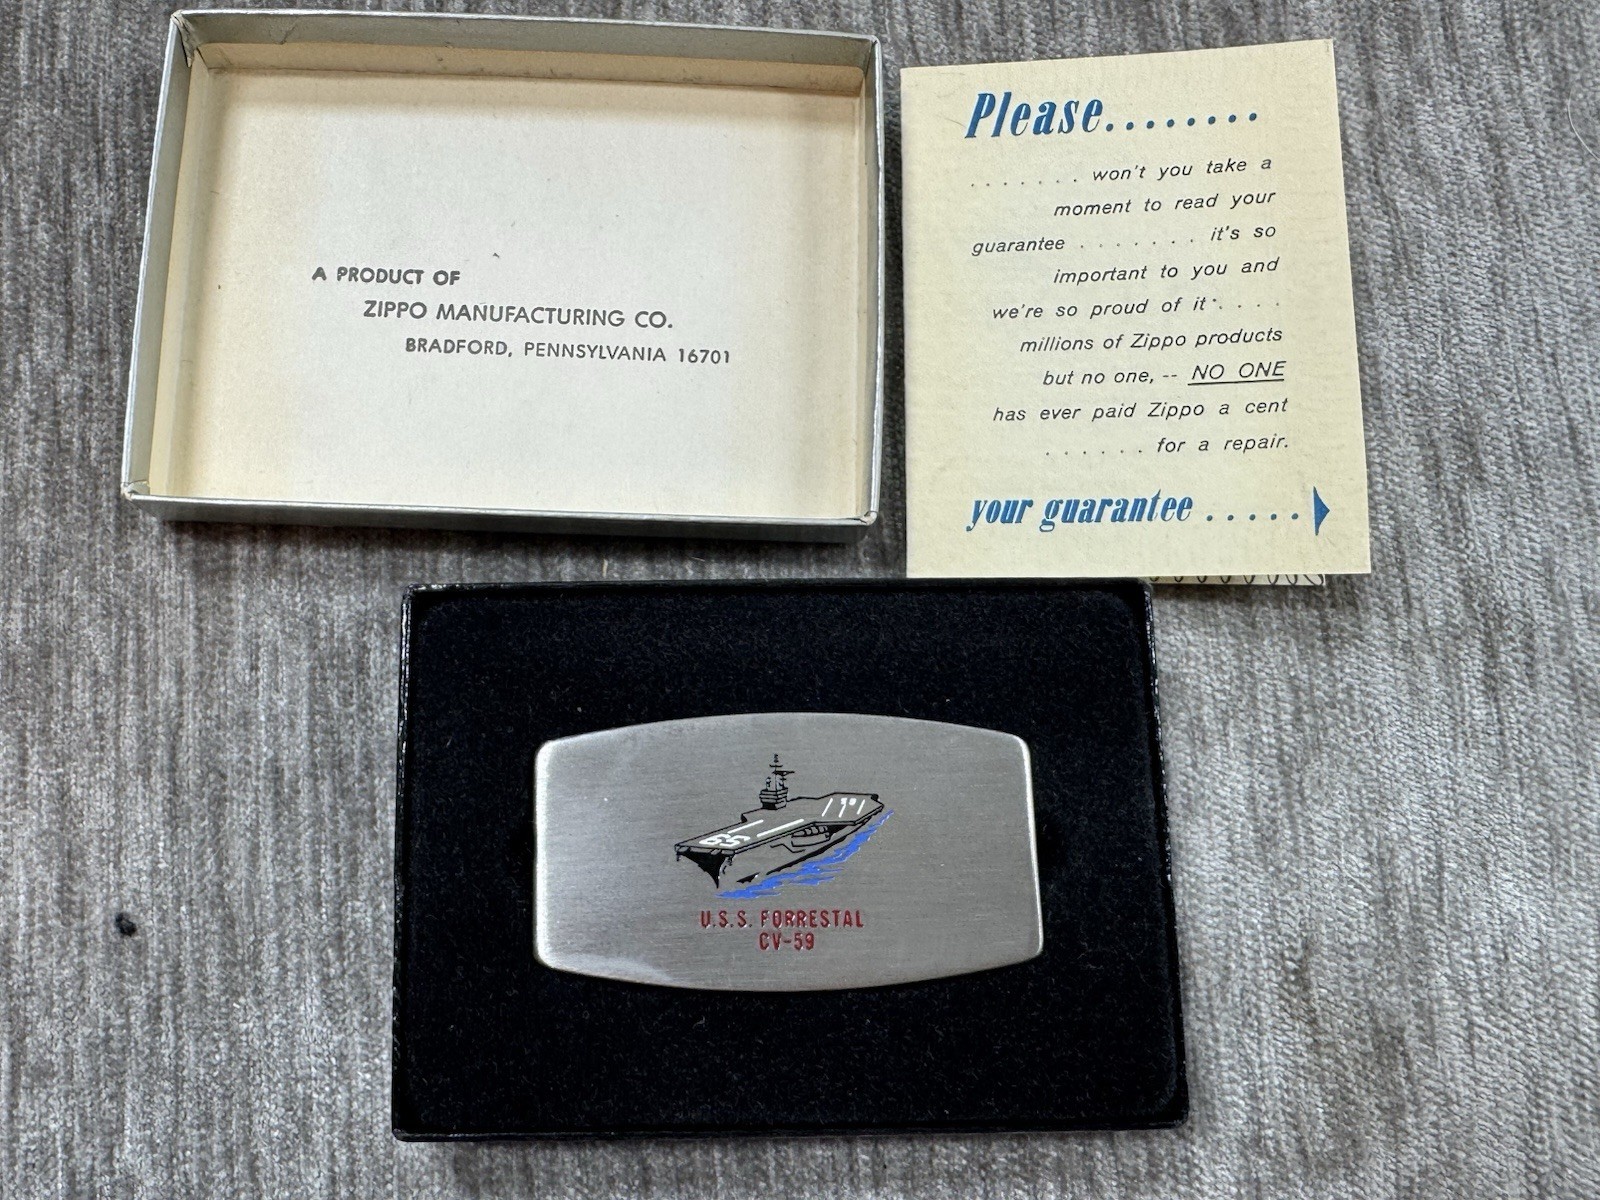 A PRODUCT OF
ZIPPO MANUFACTURING CO.
BRADFORD, PENNSYLVANIA 16701
Please........
. . . . . . . won't you take a
moment to read your
guarantee . . . . . . . it's so
important to you and
we're so proud of it . . . .
millions of Zippo products
but no one, -- NO ONE
has ever paid Zippo a cent
. . . . . . for a repair.
your guarantee . . . . .
59
U.S.S. FORRESTAL
CV-59